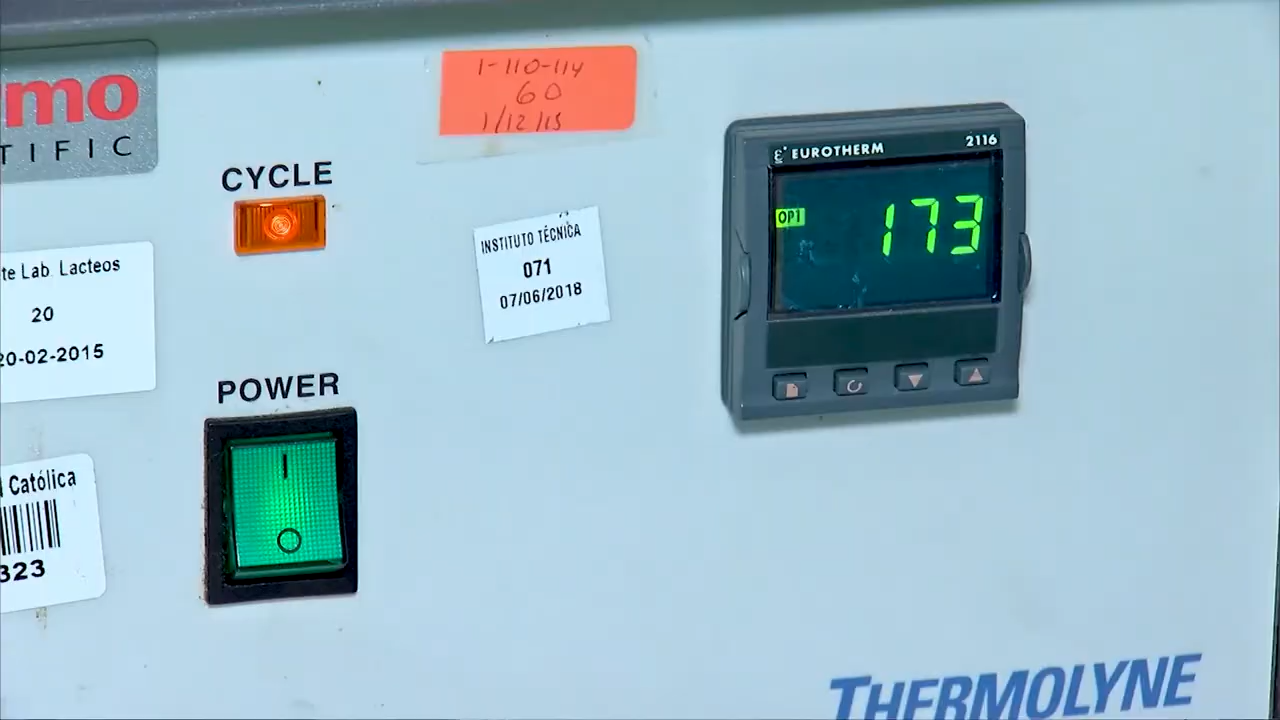 mo
TIFIC
1-110-114
60
1/12/15
CYCLE
EUROTHERM 2116
OP1
173
INSTITUTO TÉCNICA
071
07/06/2018
te Lab. Lacteos
20
20-02-2015
POWER
Católica
323
THERMOLYNE